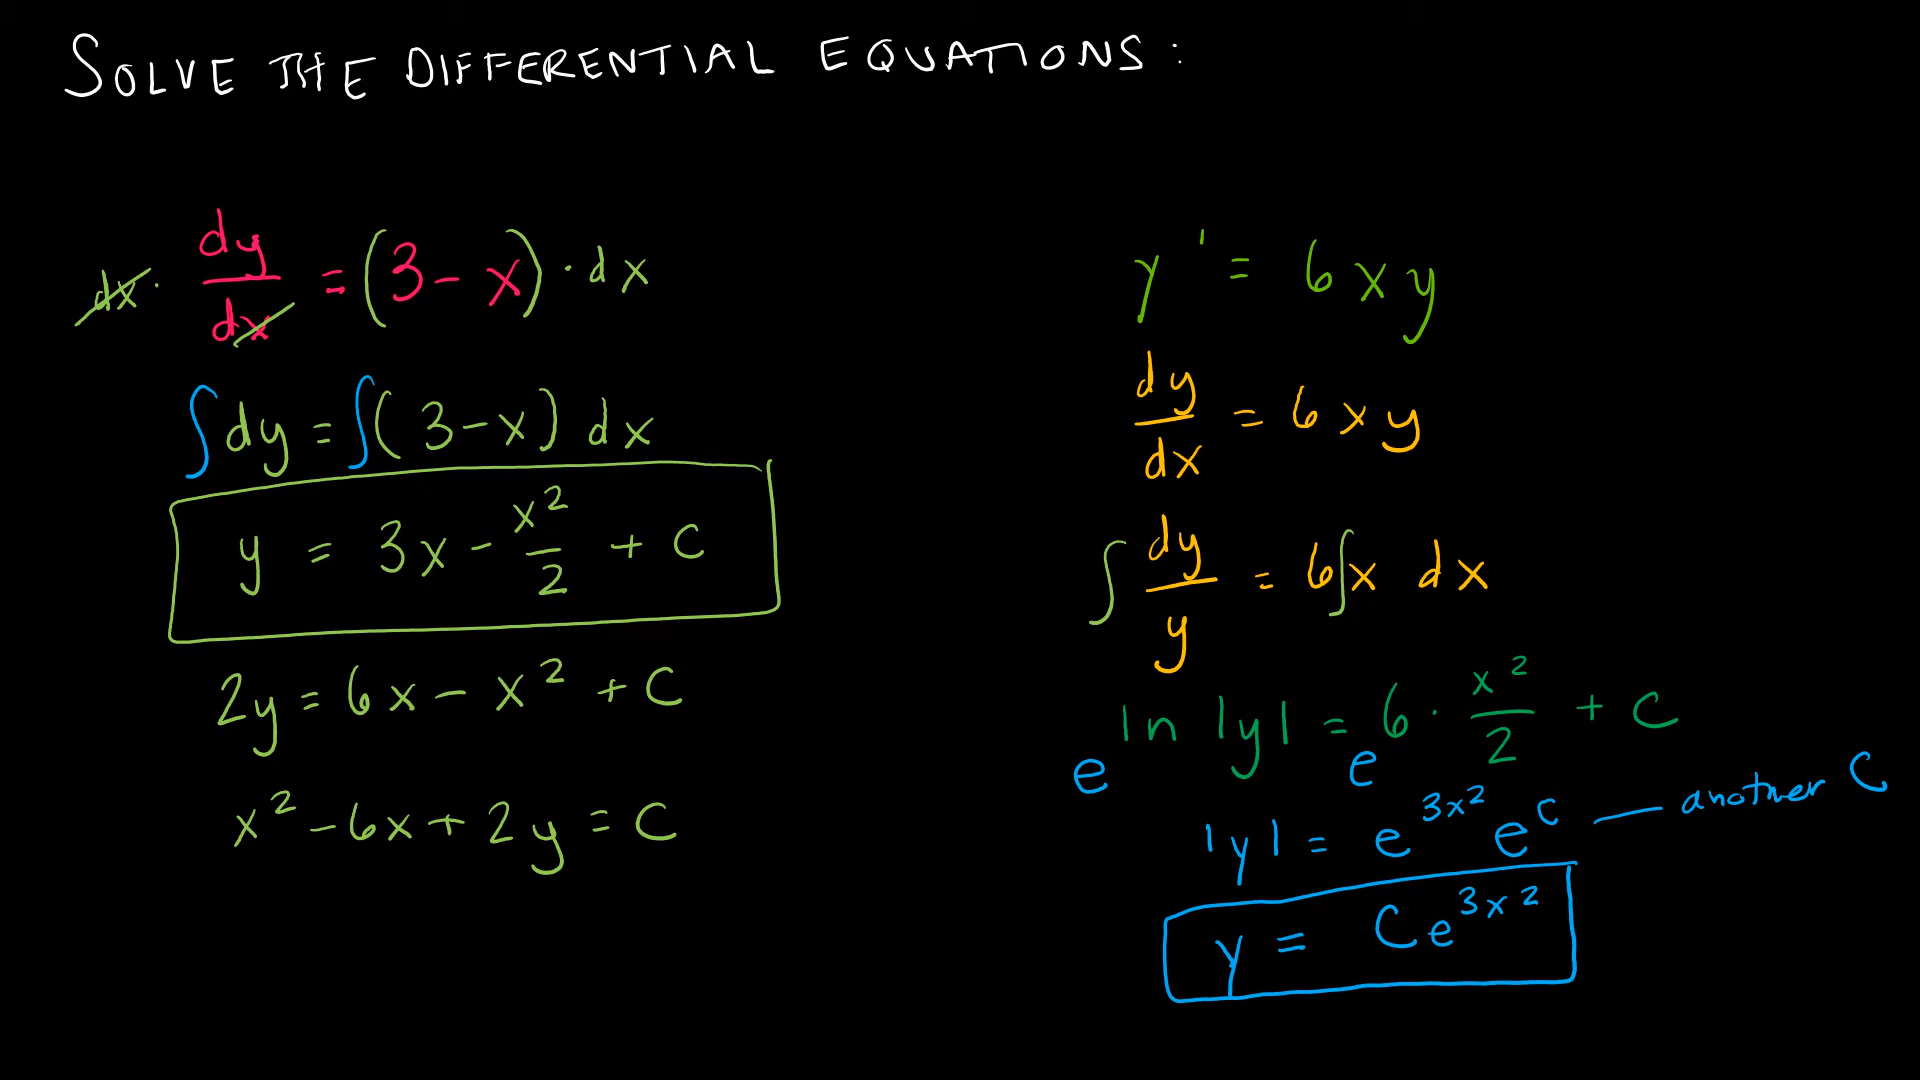 SOLVE THE DIFFERENTIAL EQUATIONS:
dx · dy/dx = (3 - x) · dx
∫ dy = ∫ (3 - x) dx
y = 3x - x²/2 + C
2y = 6x - x² + C
x² - 6x + 2y = C
y' = 6xy
dy/dx = 6xy
∫ dy/y = 6∫x dx
e^ln |y| = e^6 · x²/2 + C
|y| = e^3x² e^C — another C
y = Ce^3x²